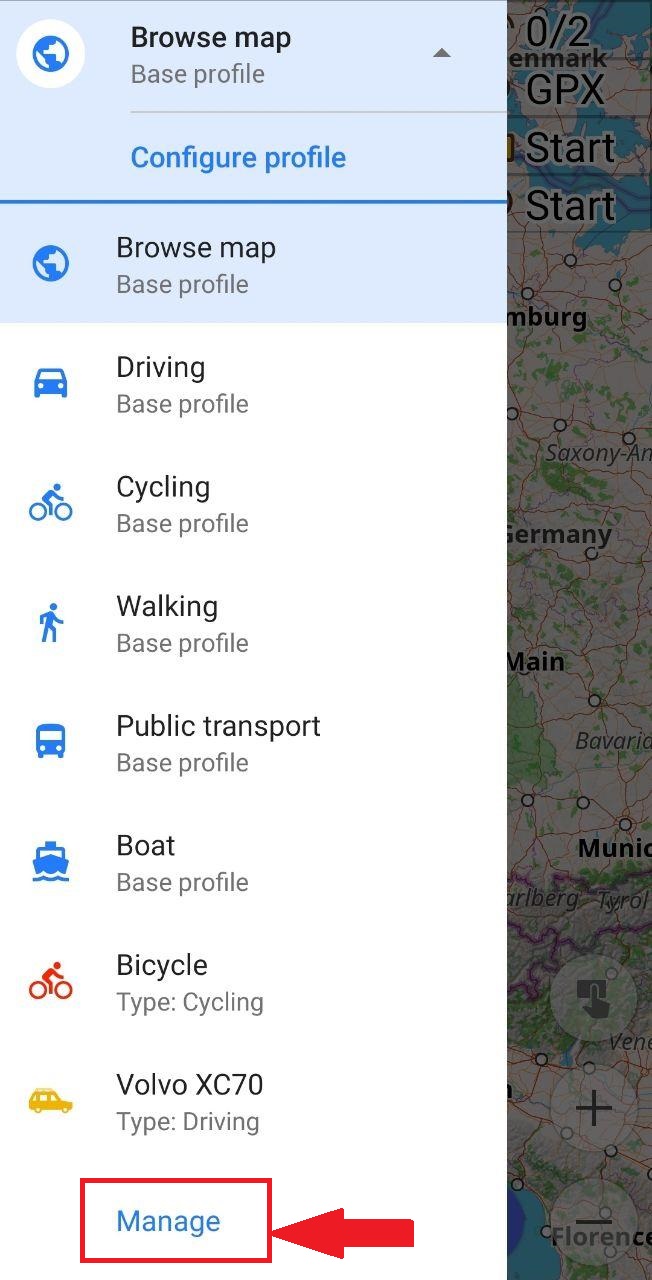 Browse map
Base profile
Configure profile
Browse map
Base profile
Driving
Base profile
Cycling
Base profile
Walking
Base profile
Public transport
Base profile
Boat
Base profile
Bicycle
Type: Cycling
Volvo XC70
Type: Driving
Manage
0/2
enmark
GPX
Start
Start
mburg
Saxony-An
Germany
Main
Bavaria
Munic
arlberg Tyrol
Vene
Florence